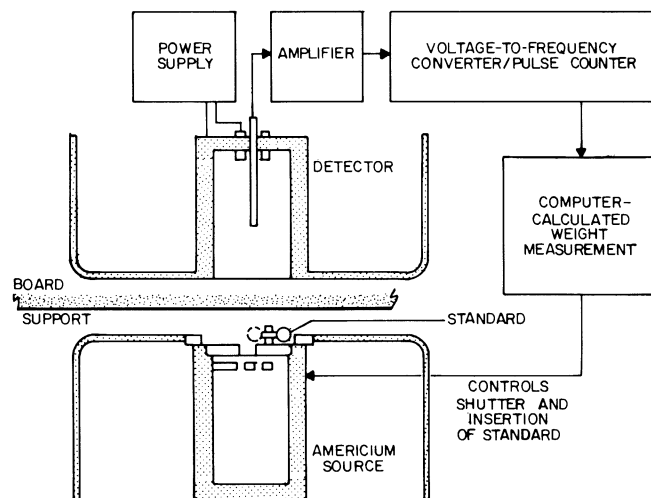 POWER
SUPPLY
AMPLIFIER
VOLTAGE-TO-FREQUENCY
CONVERTER/PULSE COUNTER
DETECTOR
COMPUTER-
CALCULATED
WEIGHT
MEASUREMENT
BOARD
SUPPORT
STANDARD
CONTROLS
SHUTTER AND
INSERTION
OF STANDARD
AMERICIUM
SOURCE